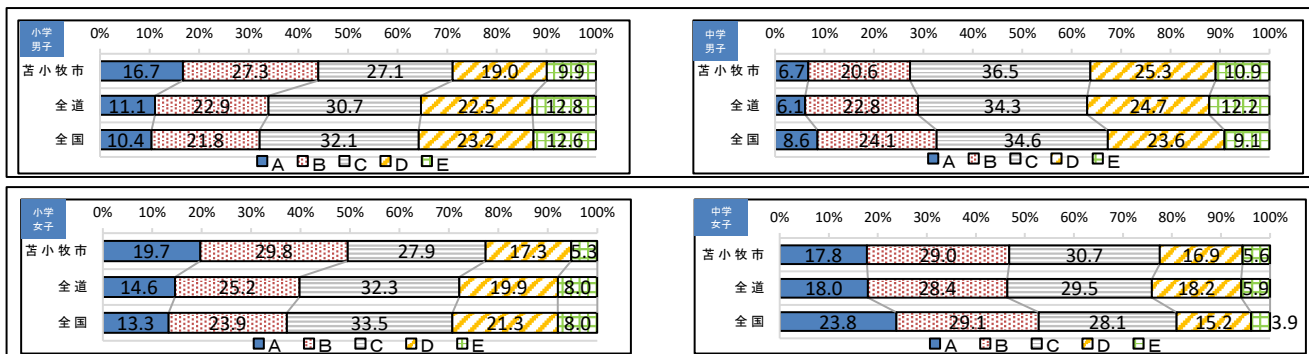 小学
男子
0% 10% 20% 30% 40% 50% 60% 70% 80% 90% 100%
苫小牧市 16.7 27.3 27.1 19.0 9.9
全道 11.1 22.9 30.7 22.5 12.8
全国 10.4 21.8 32.1 23.2 12.6
A B C D E
中学
男子
0% 10% 20% 30% 40% 50% 60% 70% 80% 90% 100%
苫小牧市 6.7 20.6 36.5 25.3 10.9
全道 6.1 22.8 34.3 24.7 12.2
全国 8.6 24.1 34.6 23.6 9.1
A B C D E
小学
女子
0% 10% 20% 30% 40% 50% 60% 70% 80% 90% 100%
苫小牧市 19.7 29.8 27.9 17.3 5.3
全道 14.6 25.2 32.3 19.9 8.0
全国 13.3 23.9 33.5 21.3 8.0
A B C D E
中学
女子
0% 10% 20% 30% 40% 50% 60% 70% 80% 90% 100%
苫小牧市 17.8 29.0 30.7 16.9 5.6
全道 18.0 28.4 29.5 18.2 5.9
全国 23.8 29.1 28.1 15.2 3.9
A B C D E